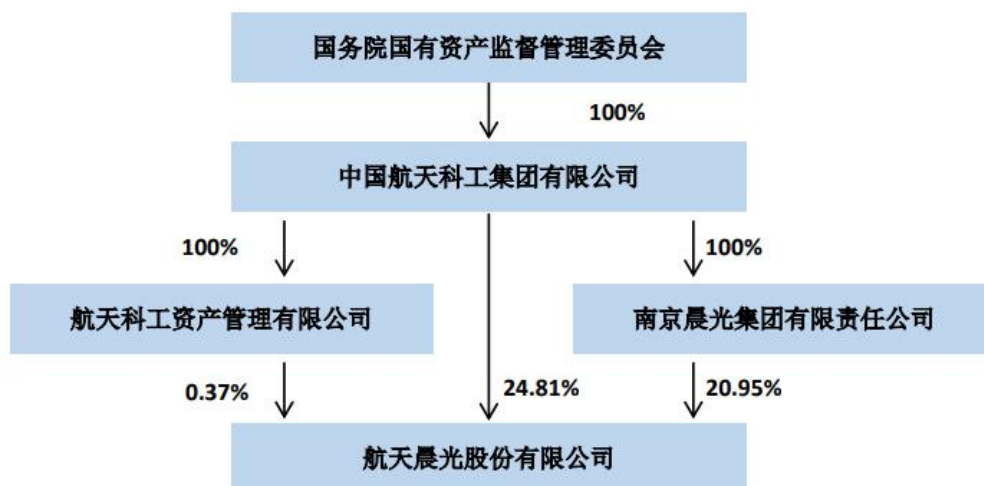 国务院国有资产监督管理委员会
100%
中国航天科工集团有限公司
100%
100%
航天科工资产管理有限公司
南京晨光集团有限责任公司
0.37%
24.81%
20.95%
航天晨光股份有限公司